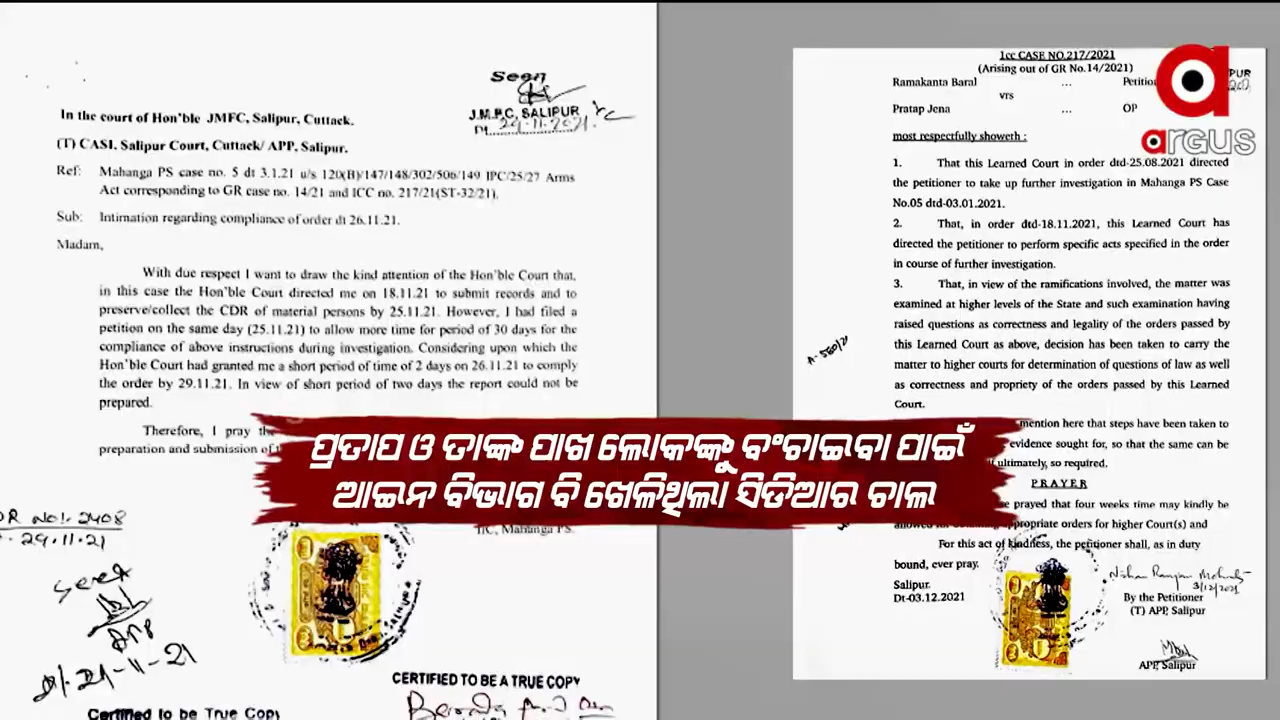 Seen
J.M.F.C, SALIPUR
Dt. 29.11.2021
In the court of Hon'ble JMFC, Salipur, Cuttack.
(T) CASI, Salipur Court, Cuttack/ APP, Salipur.
Ref: Mahanga PS case no. 5 dt 3.1.21 u/s 120(B)/147/148/302/506/149 IPC/25/27 Arms
Act corresponding to GR case no. 14/21 and ICC no. 217/21(ST-32/21).
Sub: Intimation regarding compliance of order dt 26.11.21.
Madam,
With due respect I want to draw the kind attention of the Hon'ble Court that,
in this case the Hon'ble Court directed me on 18.11.21 to submit records and to
preserve/collect the CDR of material persons by 25.11.21. However, I had filed a
petition on the same day (25.11.21) to allow more time for period of 30 days for the
compliance of above instructions during investigation. Considering upon which the
Hon'ble Court had granted me a short period of time of 2 days on 26.11.21 to comply
the order by 29.11.21. In view of short period of two days the report could not be
prepared.
Therefore, I pray
preparation and submission of
IIC, Mahanga PS.
DR No:- 2408
29.11.21
Seen
APP
Dt. 29-11-21
CERTIFIED TO BE A TRUE COPY
Certified to be True Copy
1cc CASE NO.217/2021
(Arising out of GR No.14/2021)
Ramakanta Baral ...
vrs
Pratap Jena ... OP
most respectfully showeth :
1. That this Learned Court in order dtd-25.08.2021 directed
the petitioner to take up further investigation in Mahanga PS Case
No.05 dtd-03.01.2021.
2. That, in order dtd-18.11.2021, this Learned Court has
directed the petitioner to perform specific acts specified in the order
in course of further investigation.
3. That, in view of the ramifications involved, the matter was
examined at higher levels of the State and such examination having
raised questions as correctness and legality of the orders passed by
this Learned Court as above, decision has been taken to carry the
matter to higher courts for determination of questions of law as well
as correctness and propriety of the orders passed by this Learned
Court.
mention here that steps have been taken to
evidence sought for, so that the same can be
ultimately, so required.
PRAYER
prayed that four weeks time may kindly be
appropriate orders for higher Court(s) and
For this act of kindness, the petitioner shall, as in duty
bound, ever pray.
Salipur.
Dt-03.12.2021
3/12/2021
By the Petitioner
(T) APP, Salipur
APP, Salipur
argus
ପ୍ରତାପ ଓ ତାଙ୍କ ପାଖ ଲୋକଙ୍କୁ ବଂଚାଇବା ପାଇଁ
ଆଇନ ବିଭାଗ ବି ଖେଳିଥିଲା ସିଡିଆର ଚାଲ